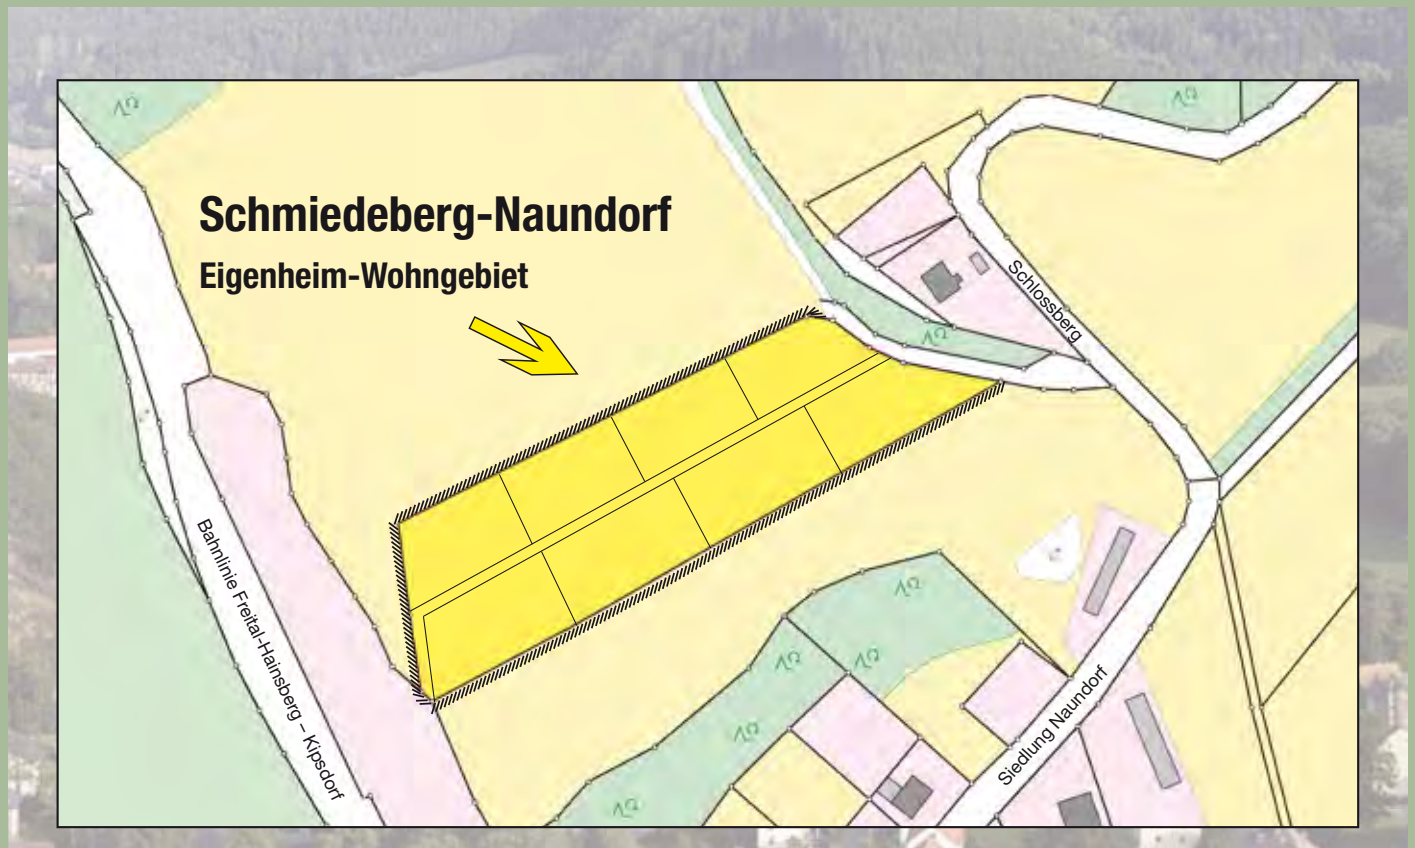 Schmiedeberg-Naundorf
Eigenheim-Wohngebiet
Schlossberg
Bahnlinie Freital-Hainsberg – Kipsdorf
Siedlung Naundorf